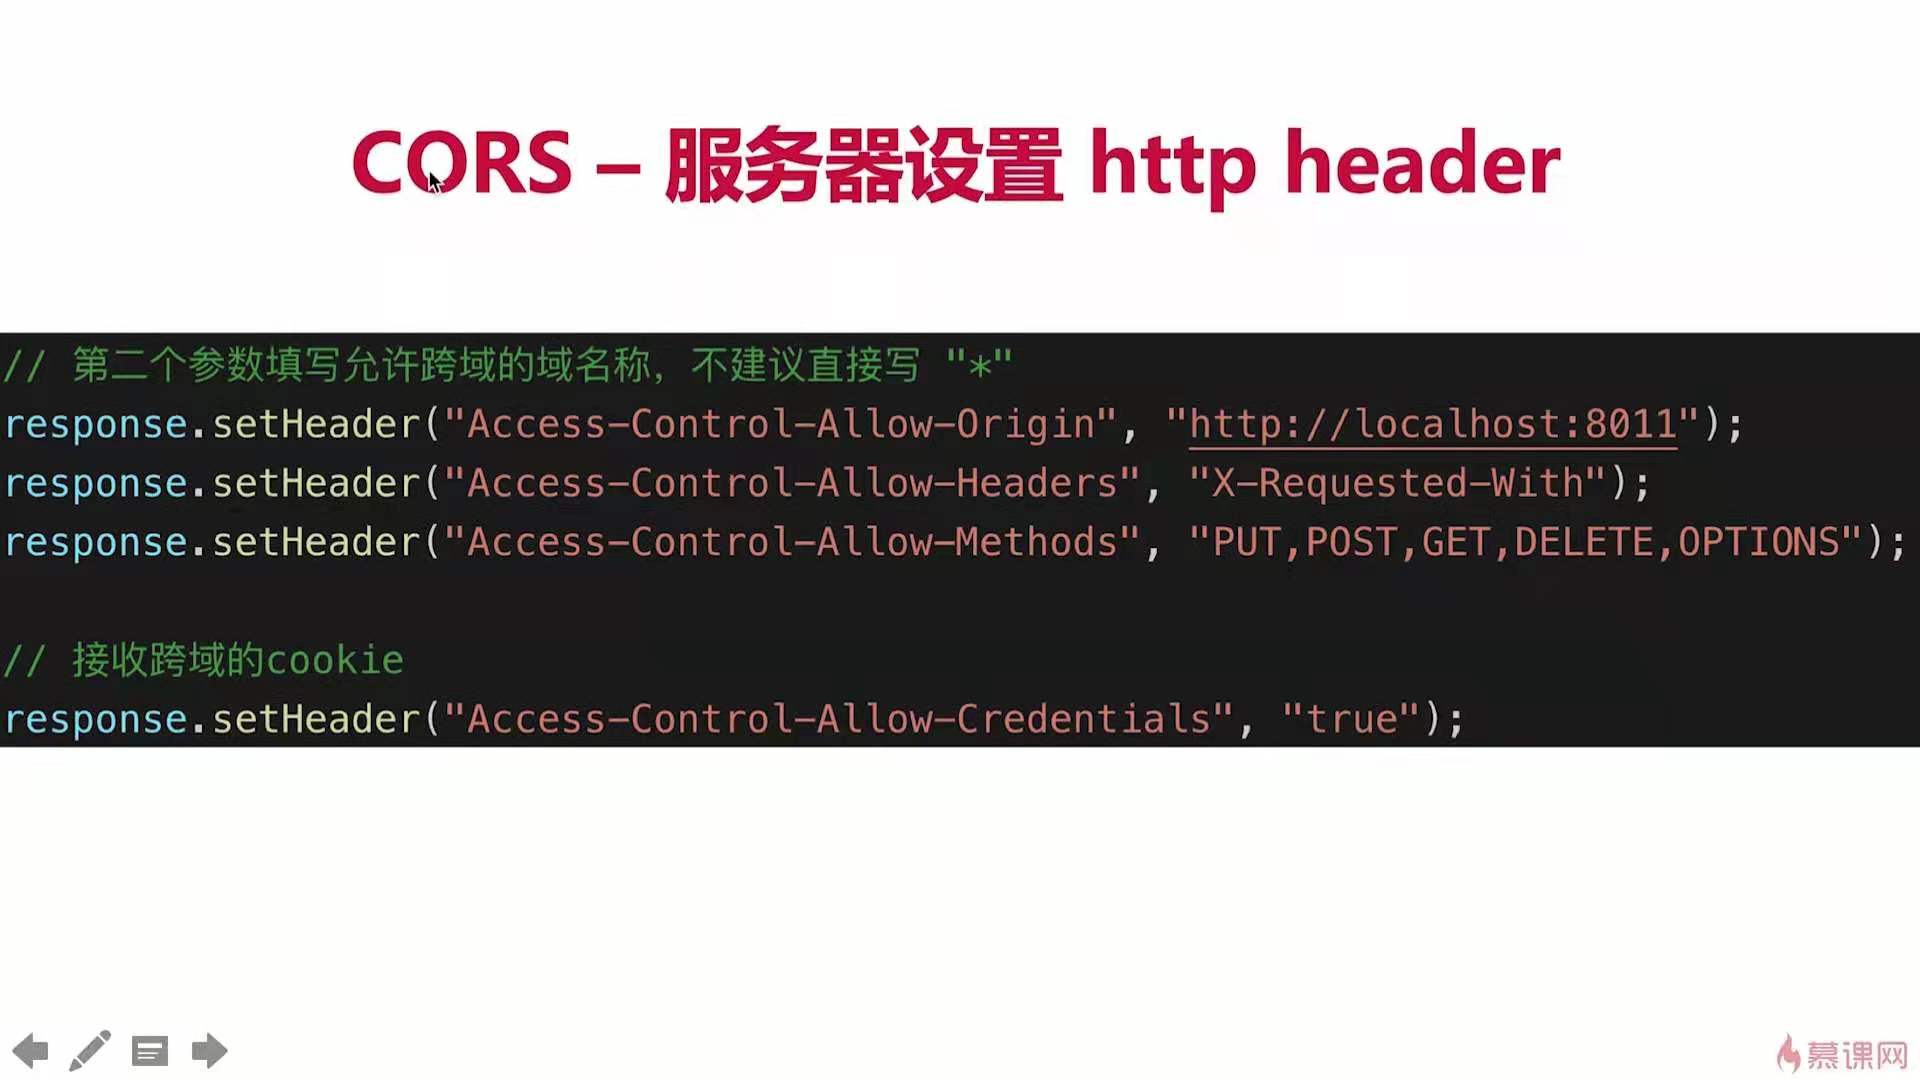 CORS – 服务器设置 http header
// 第二个参数填写允许跨域的域名称，不建议直接写 "*"
response.setHeader("Access-Control-Allow-Origin", "http://localhost:8011");
response.setHeader("Access-Control-Allow-Headers", "X-Requested-With");
response.setHeader("Access-Control-Allow-Methods", "PUT,POST,GET,DELETE,OPTIONS");
// 接收跨域的cookie
response.setHeader("Access-Control-Allow-Credentials", "true");
慕课网